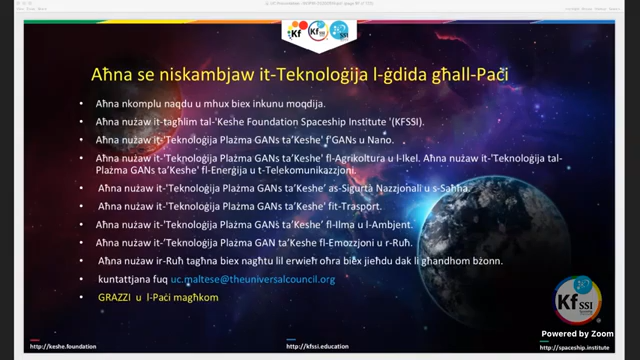 Aħna se niskambjaw it-Teknoloġija l-ġdida għall-Paċi
• Aħna nkomplu naqdu u mhux biex inkunu moqdija.
• Aħna nużaw it-tagħlim tal-'Keshe Foundation Spaceship Institute '(KFSSI).
• Aħna nużaw it-'Teknoloġija Plażma GANs ta'Keshe' f'GANs u Nano.
• Aħna nużaw it-'Teknoloġija Plażma GANs ta'Keshe' fl-Agrikoltura u l-Ikel. Aħna nużaw it-'Teknoloġija tal-
Plażma GANs ta'Keshe' fl-Enerġija u t-Telekomunikazzjoni.
• Aħna nużaw it-'Teknoloġija Plażma GANs ta'Keshe' as-Sigurtà Nazzjonali u s-Saħħa.
• Aħna nużaw it-'Teknoloġija Plażma GANs ta'Keshe' fit-Trasport.
• Aħna nużaw it-'Teknoloġija Plażma GANs ta'Keshe' fl-Ilma u l-Ambjent.
• Aħna nużaw it-'Teknoloġija Plażma GAN ta'Keshe fl-Emozzjoni u r-Ruħ.
• Aħna nużaw ir-Ruħ tagħna biex nagħtu lil erwieħ oħra biex jieħdu dak li għandhom bżonn.
• kuntattjana fuq uc.maltese@theuniversalcouncil.org
• GRAZZI u l-Paċi magħkom
Kf SSI
Powered by Zoom
http://keshe.foundation
http://kfssi.education
http://spaceship.institute